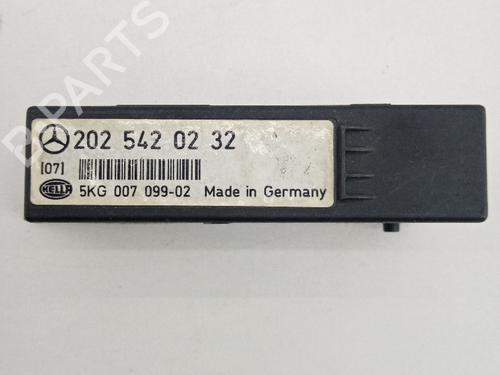 B-PARTS
202 542 02 32
[07]
HELLA 5KG 007 099-02 Made in Germany